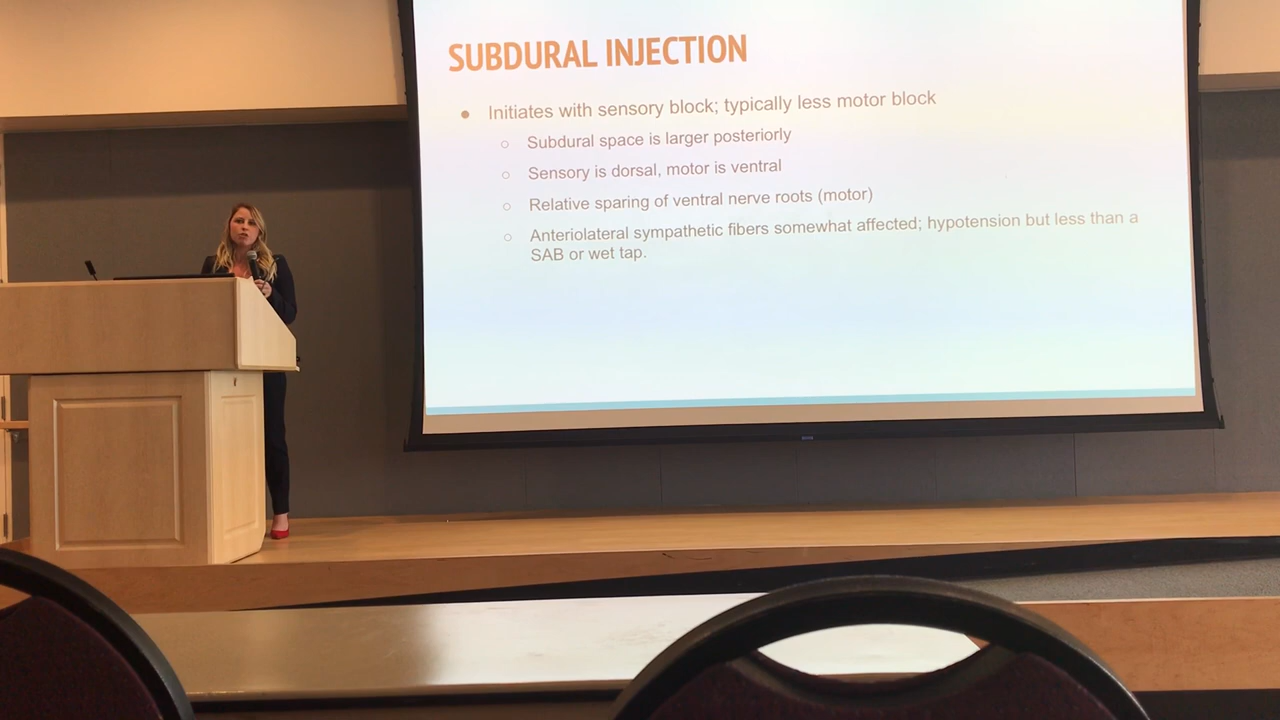 SUBDURAL INJECTION
● Initiates with sensory block; typically less motor block
○ Subdural space is larger posteriorly
○ Sensory is dorsal, motor is ventral
○ Relative sparing of ventral nerve roots (motor)
○ Anteriolateral sympathetic fibers somewhat affected; hypotension but less than a
SAB or wet tap.